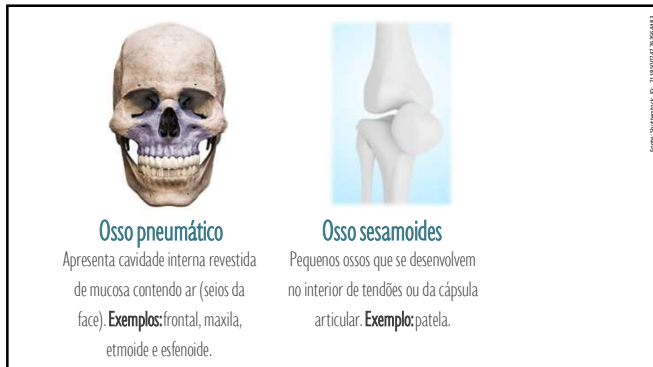 Osso pneumático
Apresenta cavidade interna revestida
de mucosa contendo ar (seios da
face). Exemplos: frontal, maxila,
etmoide e esfenoide.
Osso sesamoides
Pequenos ossos que se desenvolvem
no interior de tendões ou da cápsula
articular. Exemplo: patela.